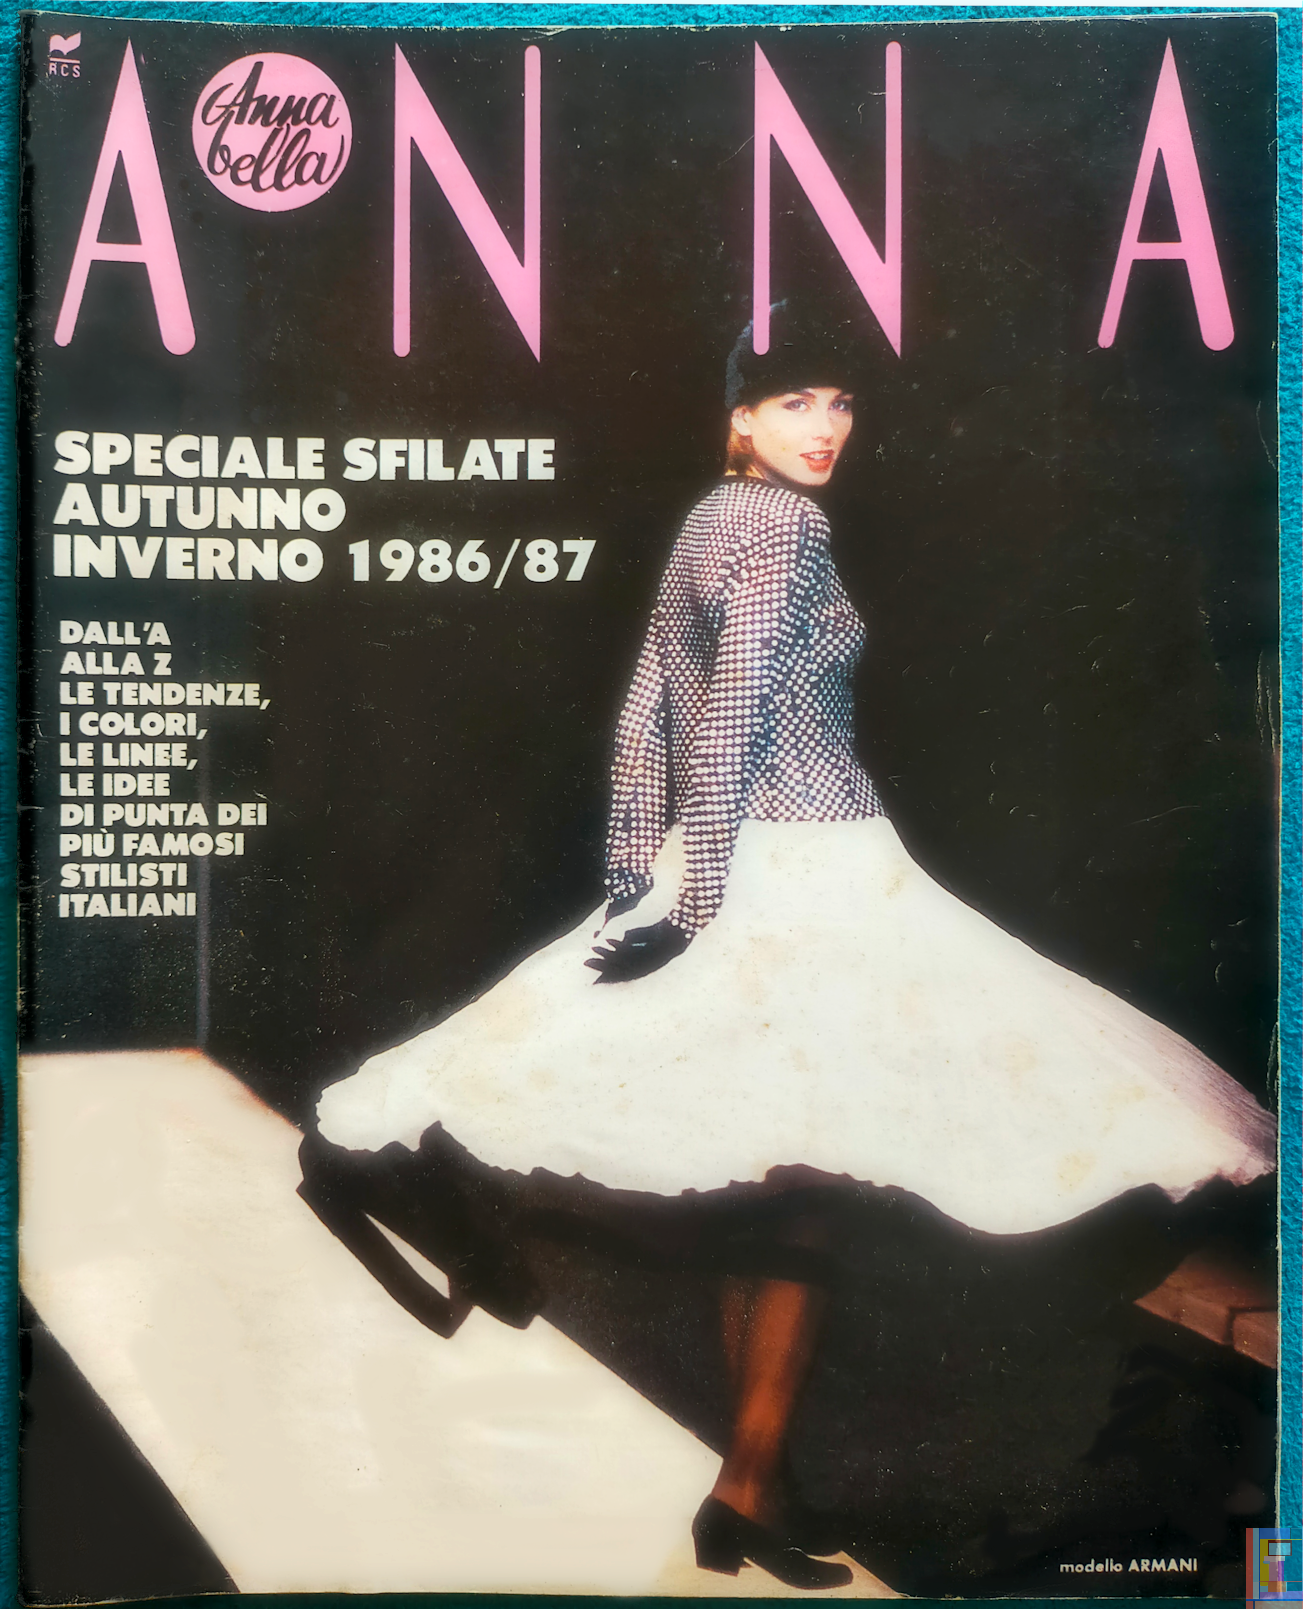 RCS
ANNA
Anna
bella
SPECIALE SFILATE
AUTUNNO
INVERNO 1986/87
DALL'A
ALLA Z
LE TENDENZE,
I COLORI,
LE LINEE,
LE IDEE
DI PUNTA DEI
PIÙ FAMOSI
STILISTI
ITALIANI
modello ARMANI